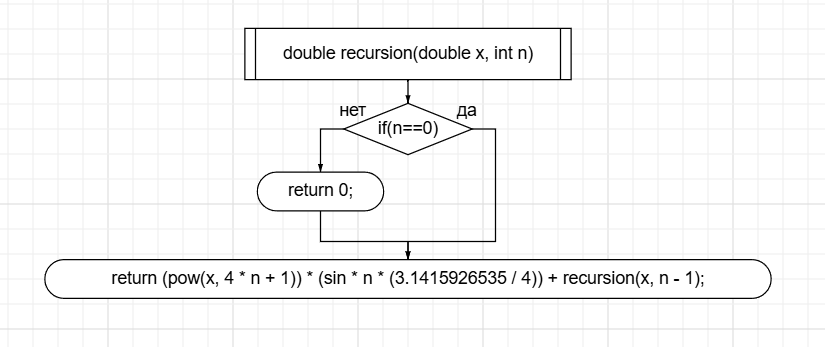 double recursion(double x, int n)
нет
да
if(n==0)
return 0;
return (pow(x, 4 * n + 1)) * (sin * n * (3.1415926535 / 4)) + recursion(x, n - 1);